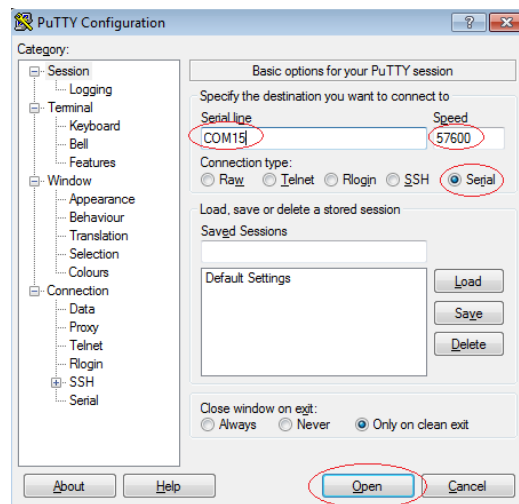 PuTTY Configuration
Category:
Session
Logging
Terminal
Keyboard
Bell
Features
Window
Appearance
Behaviour
Translation
Selection
Colours
Connection
Data
Proxy
Telnet
Rlogin
SSH
Serial
Basic options for your PuTTY session
Specify the destination you want to connect to
Serial line Speed
COM15 57600
Connection type:
Raw Telnet Rlogin SSH Serial
Load, save or delete a stored session
Saved Sessions
Default Settings
Load
Save
Delete
Close window on exit:
Always Never Only on clean exit
About Help Open Cancel